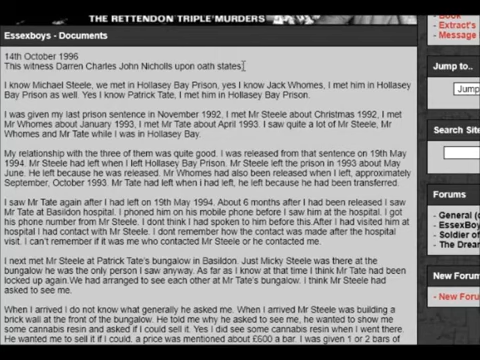 THE RETTENDON TRIPLE MURDERS
Essexboys - Documents
14th October 1996
This witness Darren Charles John Nicholls upon oath states
I know Michael Steele, we met in Hollasey Bay Prison, yes I know Jack Whomes, I met him in Hollasey
Bay Prison as well. Yes I know Patrick Tate, I met him in Hollasey Bay Prison.
I was given my last prison sentence in November 1992, I met Mr Steele about Christmas 1992, I met
Mr Whomes about January 1993, I met Mr Tate about April 1993. I saw quite a lot of Mr Steele, Mr
Whomes and Mr Tate while I was in Hollasey Bay.
My relationship with the three of them was quite good. I was released from that sentence on 19th May
1994. Mr Steele had left when I left Hollasey Prison. Mr Steele left the prison in 1993 about May
June. He left because he was released. Mr Whomes had also been released when I left, approximately
September, October 1993. Mr Tate had left when i had left, he left because he had been transferred.
I saw Mr Tate again after I had left on 19th May 1994. About 6 months after I had been released I saw
Mr Tate at Basildon hospital. I phoned him on his mobile phone before I saw him at the hospital. I got
his phone number from Mr Steele. I dont think I had spoken to him before this.After I had visited him at
hospital I had contact with Mr Steele. I dont remember how the contact was made after the hospital
visit. I can't remember if it was me who contacted Mr Steele or he contacted me.
I next met Mr Steele at Patrick Tate's bungalow in Basildon. Just Micky Steele was there at the
bungalow he was the only person I saw anyway. As far as I know at that time I think Mr Tate had been
locked up again.We had arranged to see each other at Mr Tate's bungalow. I think Mr Steele had
asked to see me.
When I arrived I do not know what generally he asked me. When I arrived Mr Steele was building a
brick wall at the front of the bungalow. He told me why he asked to see me, he wanted to show me
some cannabis resin and asked if I could sell it. Yes I did see some cannabis resin when I went there.
He wanted me to sell it if I could. a price was mentioned about £600 a bar. I was given 1 or 2 bars of
- Book
- Extract's
- Message
Jump to..
Jump
Search Site
Forums
- General (
- EssexBoy
- Soldier of
- The Drea
New Forum
- New Foru